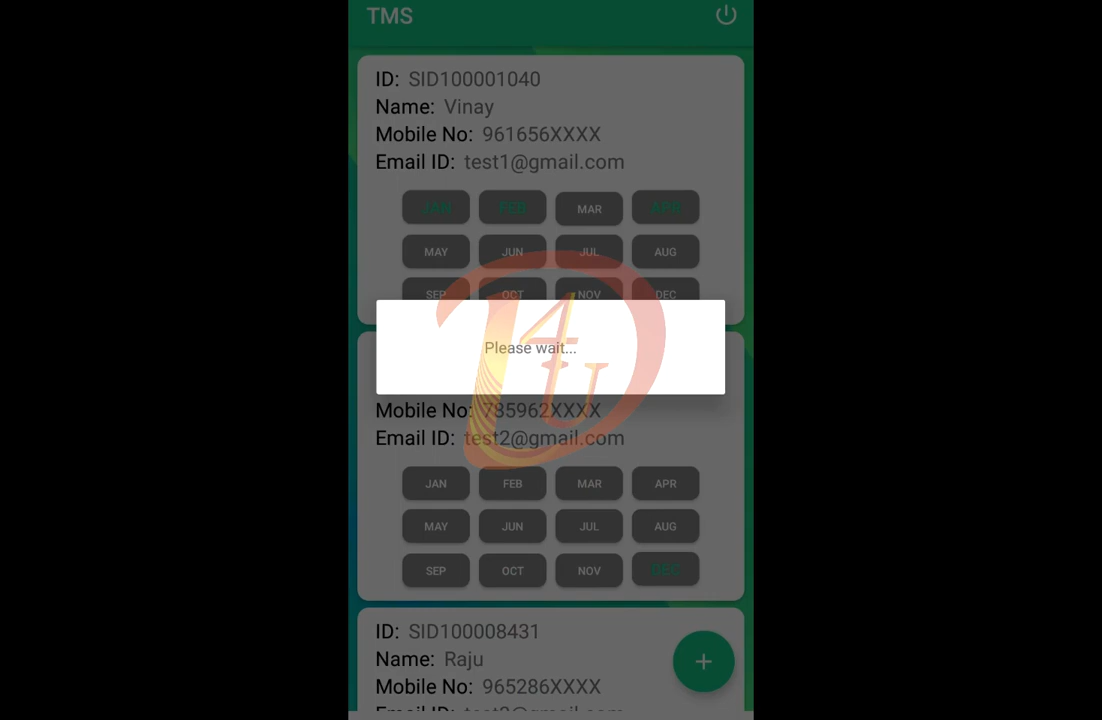 TMS
ID: SID100001040
Name: Vinay
Mobile No: 961656XXXX
Email ID: test1@gmail.com
JAN FEB MAR APR
MAY JUN JUL AUG
SEP OCT NOV DEC
4U
Please wait...
Mobile No: 785962XXXX
Email ID: test2@gmail.com
JAN FEB MAR APR
MAY JUN JUL AUG
SEP OCT NOV DEC
ID: SID100008431
Name: Raju
+
Mobile No: 965286XXXX